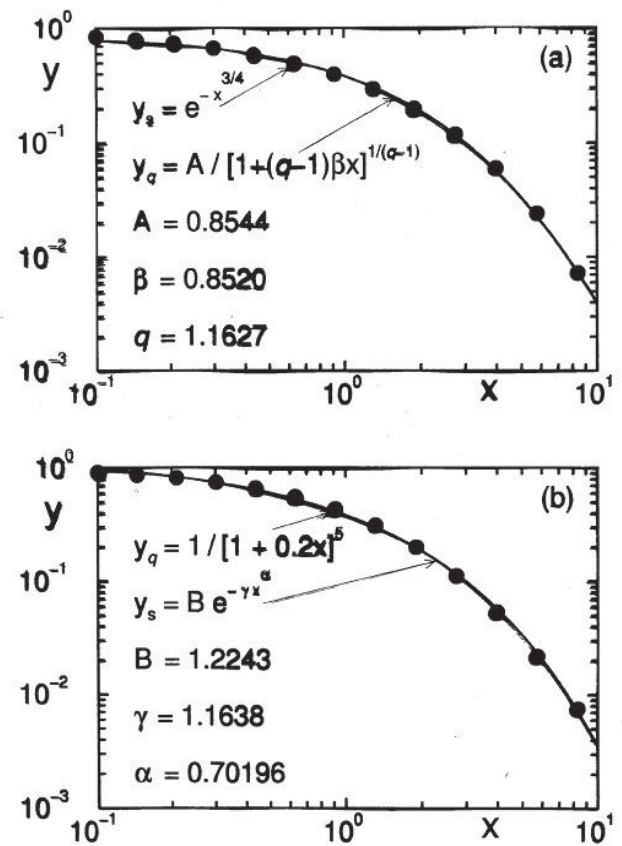 10⁰
(a)
y
yₛ = e^(-x^(3/4))
10⁻¹
y_q = A / [1+(q-1)βx]^(1/(q-1))
A = 0.8544
10⁻²
β = 0.8520
q = 1.1627
10⁻³
10⁻¹ 10⁰ x 10¹
10⁰
(b)
y
y_q = 1 / [1 + 0.2x]⁵
10⁻¹
yₛ = B e^(-γx^α)
B = 1.2243
10⁻²
γ = 1.1638
α = 0.70196
10⁻³
10⁻¹ 10⁰ x 10¹